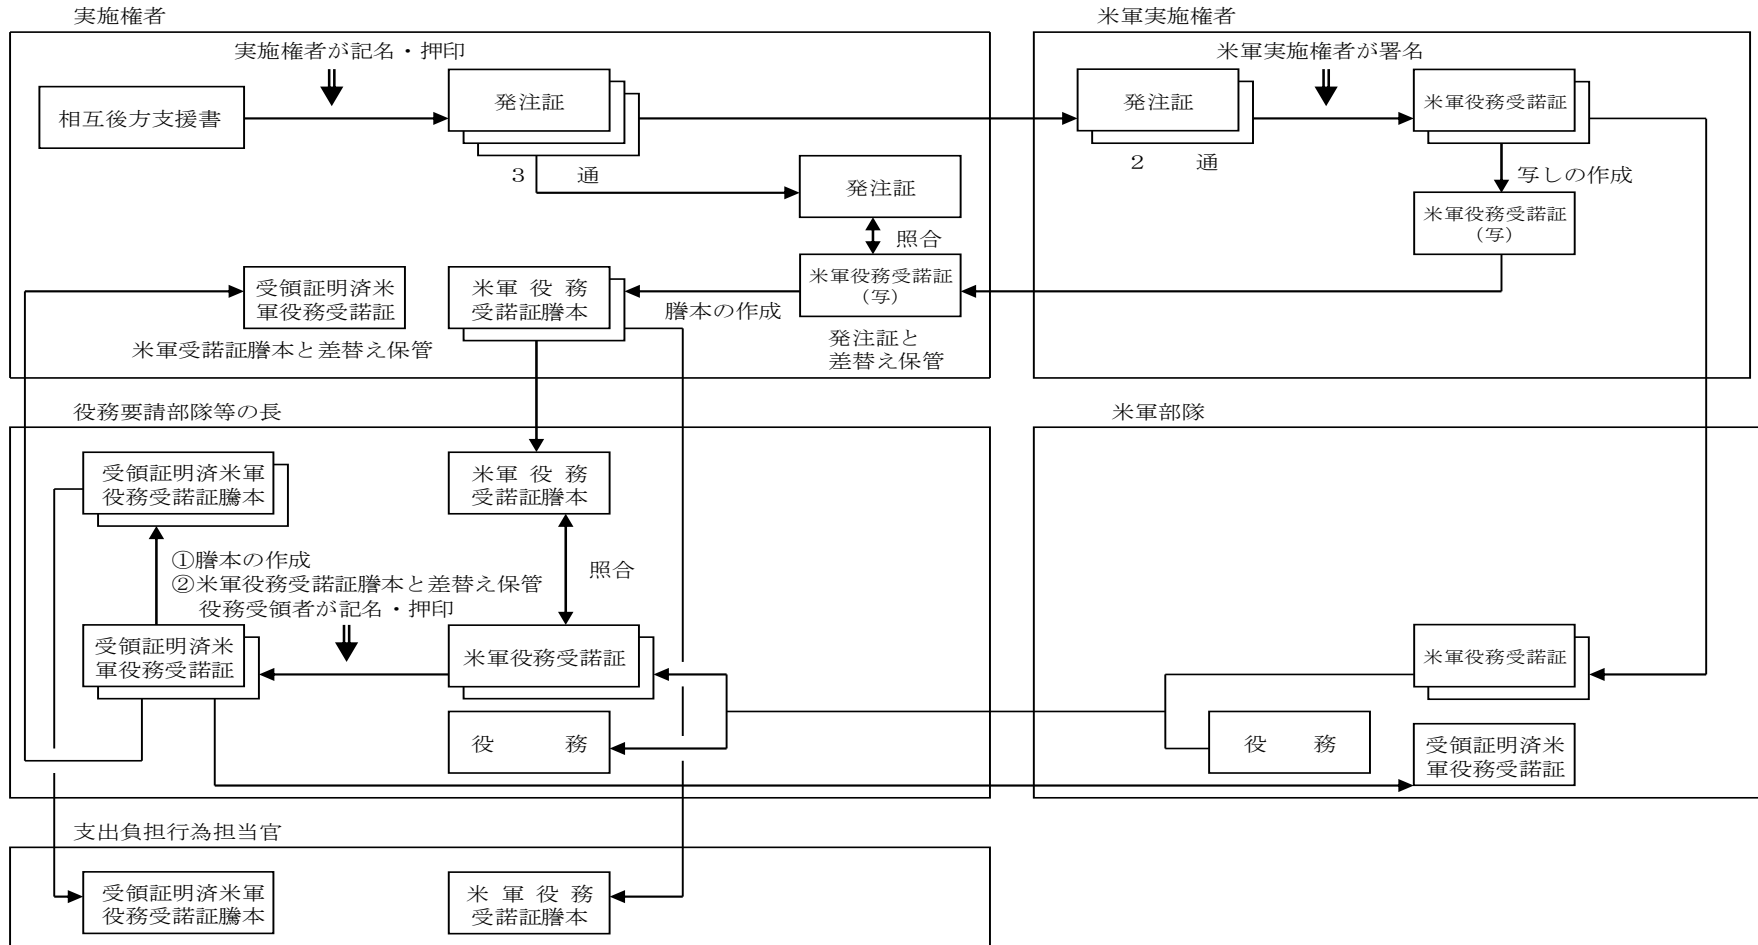 実施権者
米軍実施権者
実施権者が記名・押印
米軍実施権者が署名
相互後方支援書
発注証
発注証
米軍役務受諾証
３　　通
２　　通
発注証
写しの作成
米軍役務受諾証
（写）
照合
受領証明済米
軍役務受諾証
米軍役務
受諾証謄本
謄本の作成
米軍役務受諾証
（写）
米軍受諾証謄本と差替え保管
発注証と
差替え保管
役務要請部隊等の長
米軍部隊
受領証明済米軍
役務受諾証謄本
米軍役務
受諾証謄本
①謄本の作成
②米軍役務受諾証謄本と差替え保管
役務受領者が記名・押印
照合
受領証明済米
軍役務受諾証
米軍役務受諾証
米軍役務受諾証
役　　務
役　　務
受領証明済米
軍役務受諾証
支出負担行為担当官
受領証明済米軍
役務受諾証謄本
米軍役務
受諾証謄本